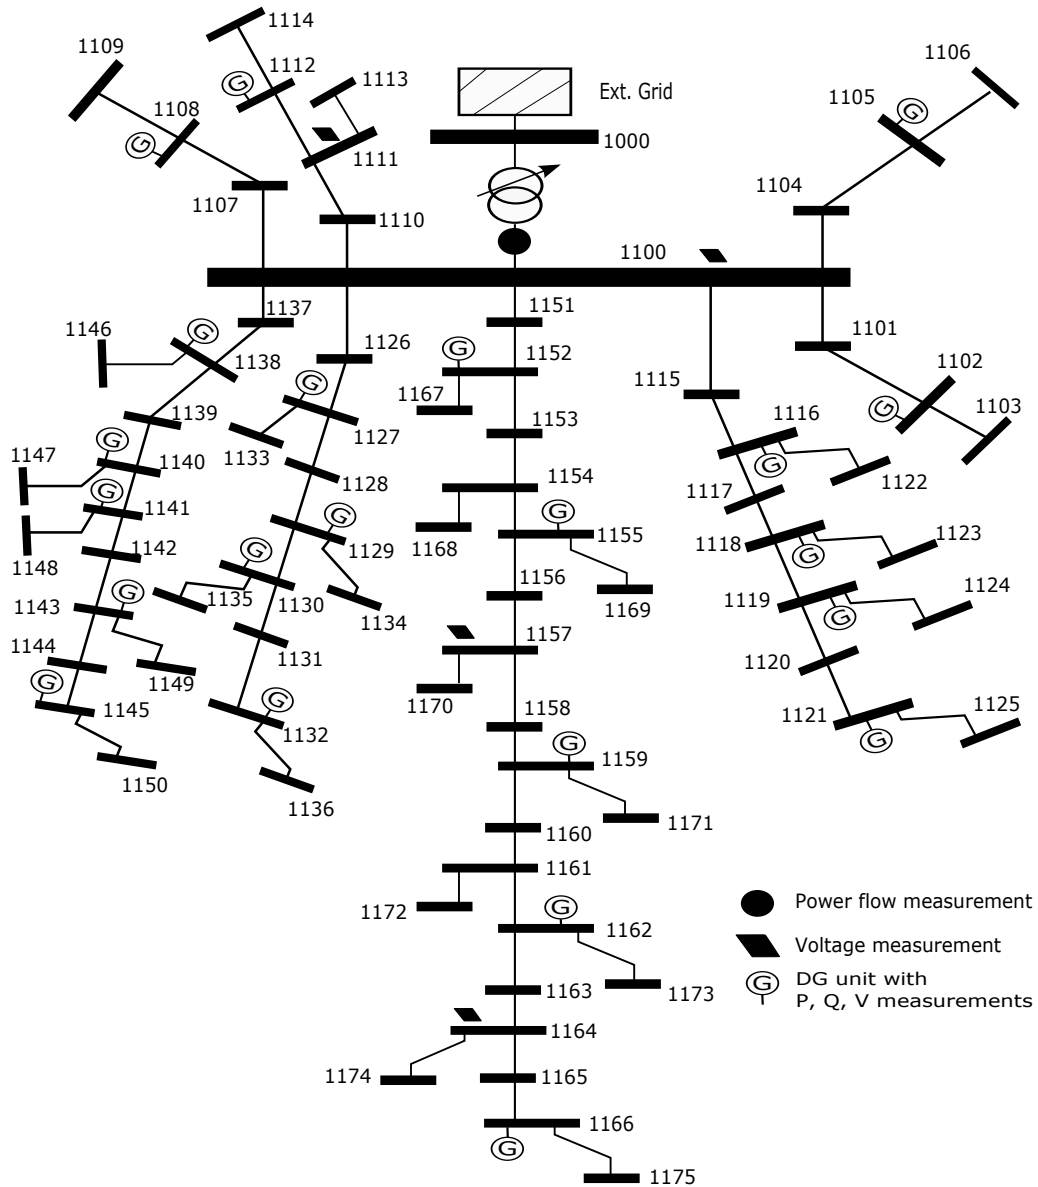 1114
1109
1112
1113
G
1106
Ext. Grid
1105
G
1108
G
1000
1111
1104
1107
1110
1100
1137
1151
1146
G
1138
1126
1101
G
1152
1102
1167
G
1115
G
1103
1139
1127
1153
1116
1133
G
1147
1140
1128
1154
G
1122
G
1117
1141
G
1168
G
1155
1118
1123
1148
1142
1129
G
G
1156
1124
G
1143
1135
1130
1134
1169
1119
G
1144
1131
1157
1120
G
1149
1170
1145
G
1132
1158
1121
1125
G
G
1159
1150
1136
1171
1160
1161
1172
G
1162
Power flow measurement
Voltage measurement
1163
1173
G
DG unit with
P, Q, V measurements
1164
1174
1165
1166
G
1175